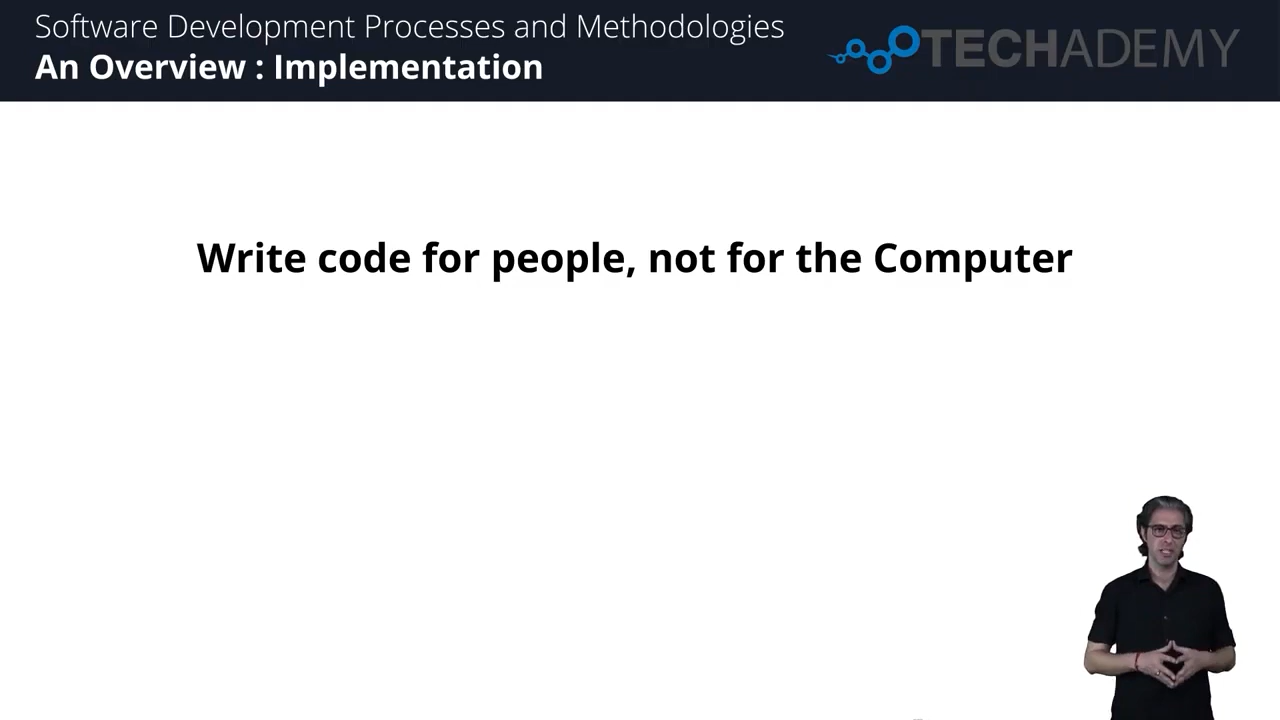 Software Development Processes and Methodologies
An Overview : Implementation
TECHADEMY
Write code for people, not for the Computer